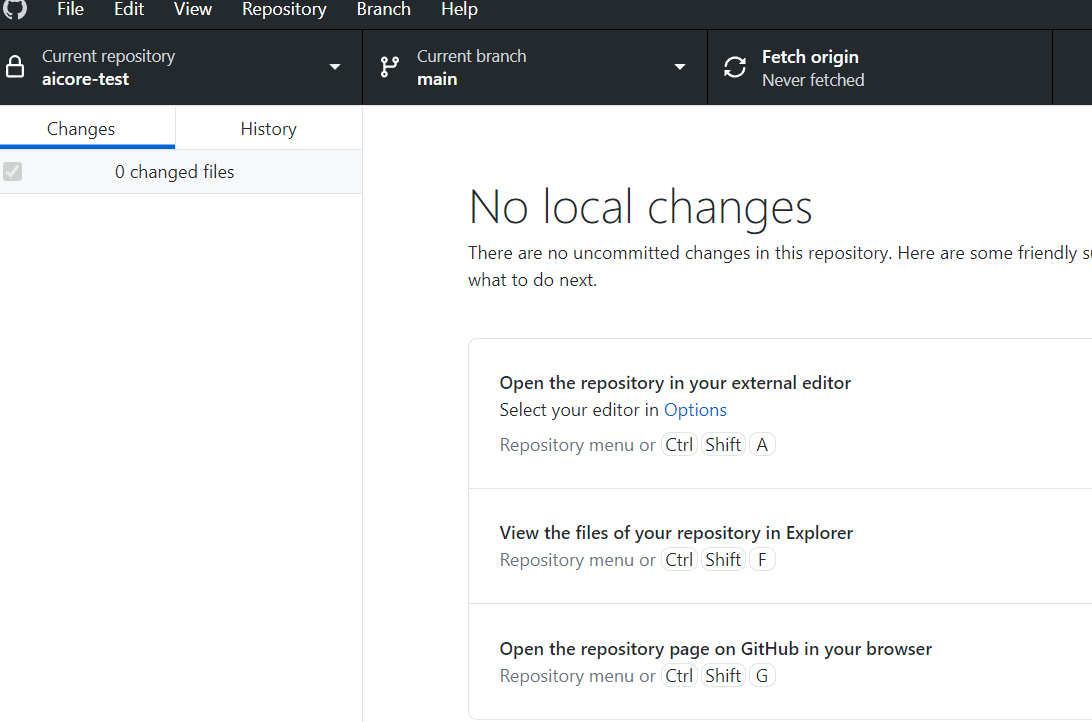 File Edit View Repository Branch Help
Current repository
aicore-test
Current branch
main
Fetch origin
Never fetched
Changes
History
0 changed files
No local changes
There are no uncommitted changes in this repository. Here are some friendly
what to do next.
Open the repository in your external editor
Select your editor in Options
Repository menu or Ctrl Shift A
View the files of your repository in Explorer
Repository menu or Ctrl Shift F
Open the repository page on GitHub in your browser
Repository menu or Ctrl Shift G